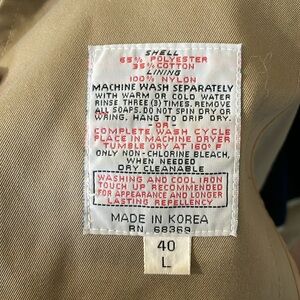 SHELL
65% POLYESTER
35% COTTON
LINING
100% NYLON
MACHINE WASH SEPARATELY
WITH WARM OR COLD WATER
RINSE THREE (3) TIMES. REMOVE
ALL SOAPS. DO NOT SPIN DRY OR
WRING, HANG TO DRIP DRY.
-OR-
COMPLETE WASH CYCLE
PLACE IN MACHINE DRYER
TUMBLE DRY AT 160° F
ONLY NON-CHLORINE BLEACH,
WHEN NEEDED
DRY CLEANABLE
WASHING AND COOL IRON
TOUCH UP RECOMMENDED
FOR APPEARANCE AND LONGER
LASTING REPELLENCY
MADE IN KOREA
RN 68369
40
L